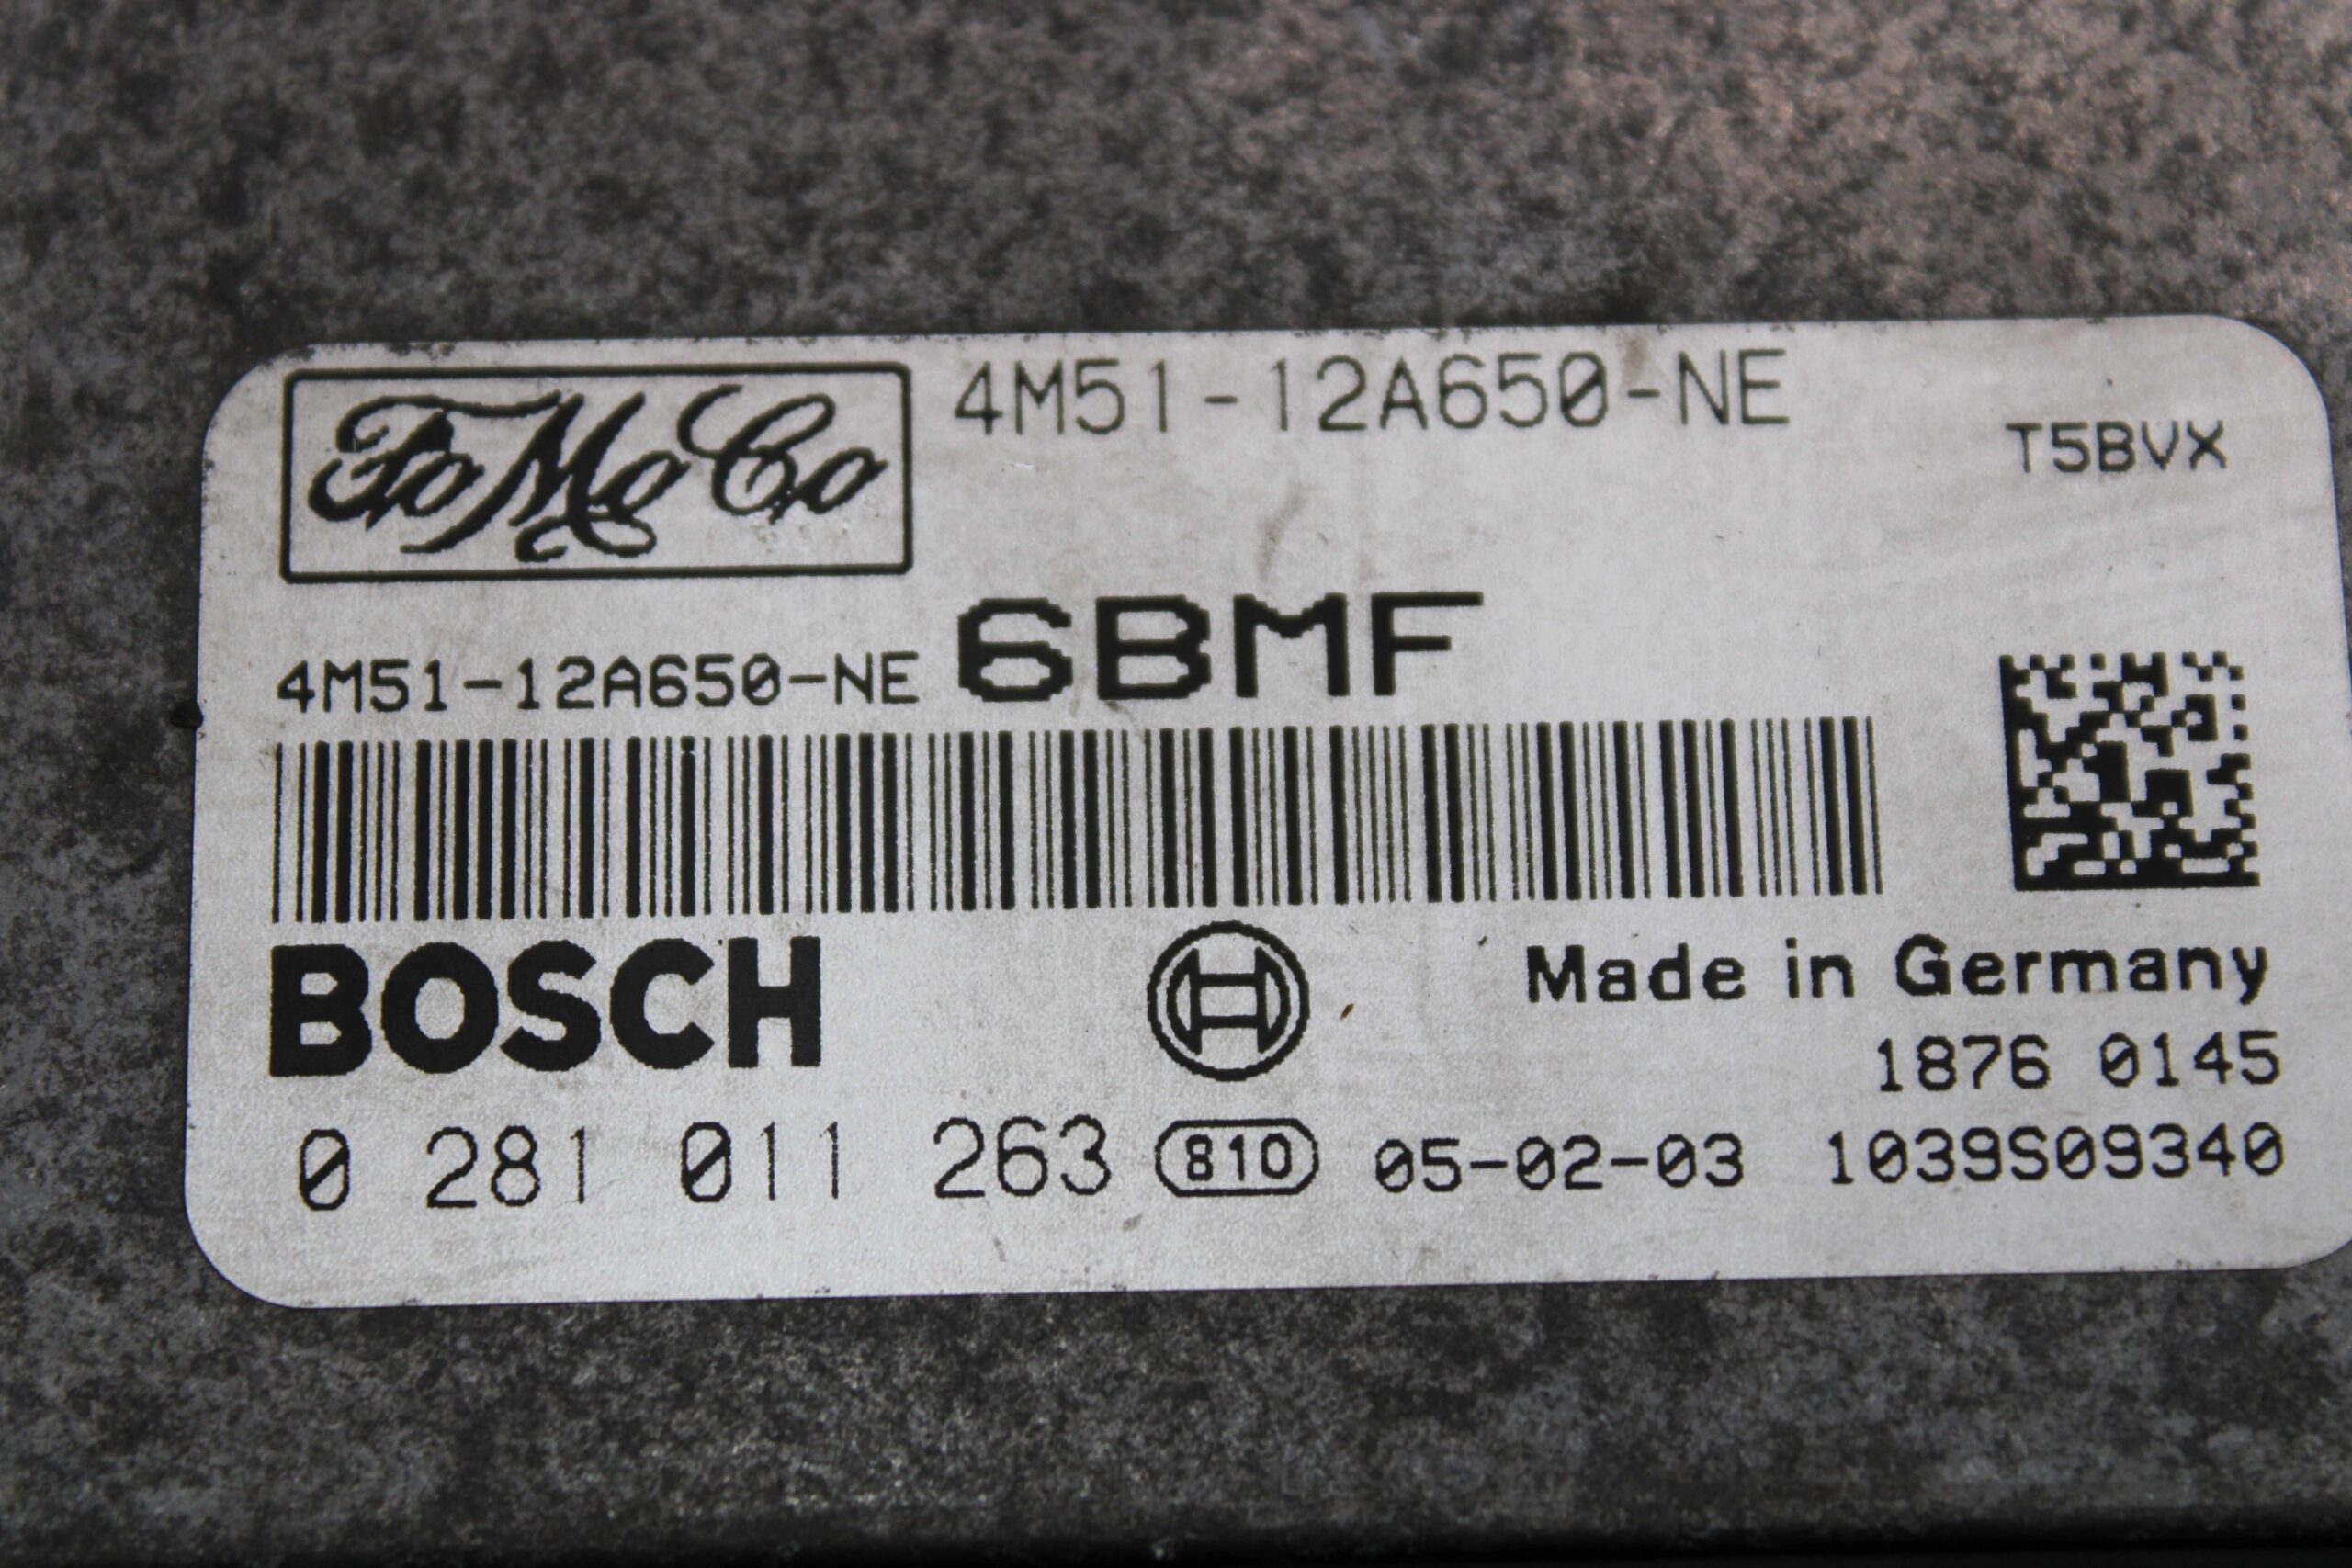 FoMoCo 4M51-12A650-NE
T5BVX
4M51-12A650-NE 6BMF
BOSCH
Made in Germany
1876 0145
0 281 011 263 810 05-02-03 1039S09340